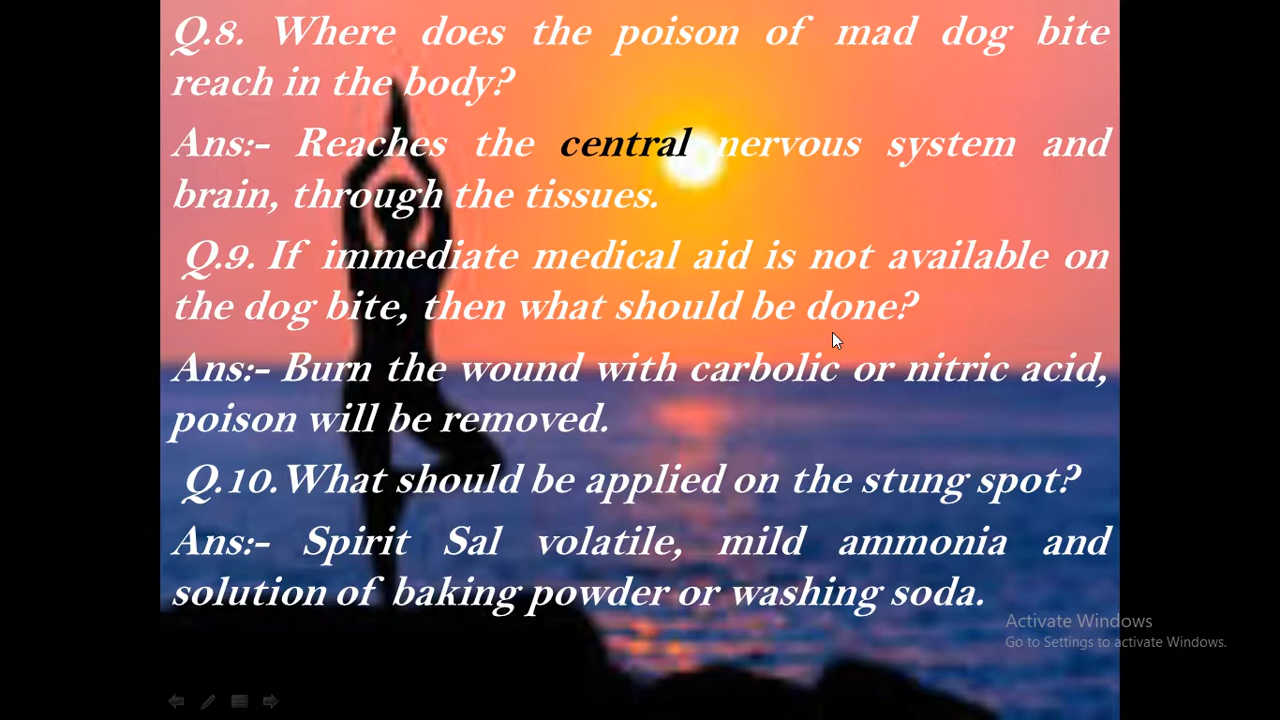 Q.8. Where does the poison of mad dog bite
reach in the body?
Ans:- Reaches the central nervous system and
brain, through the tissues.
Q.9. If immediate medical aid is not available on
the dog bite, then what should be done?
Ans:- Burn the wound with carbolic or nitric acid,
poison will be removed.
Q.10. What should be applied on the stung spot?
Ans:- Spirit Sal volatile, mild ammonia and
solution of baking powder or washing soda.
Activate Windows
Go to Settings to activate Windows.